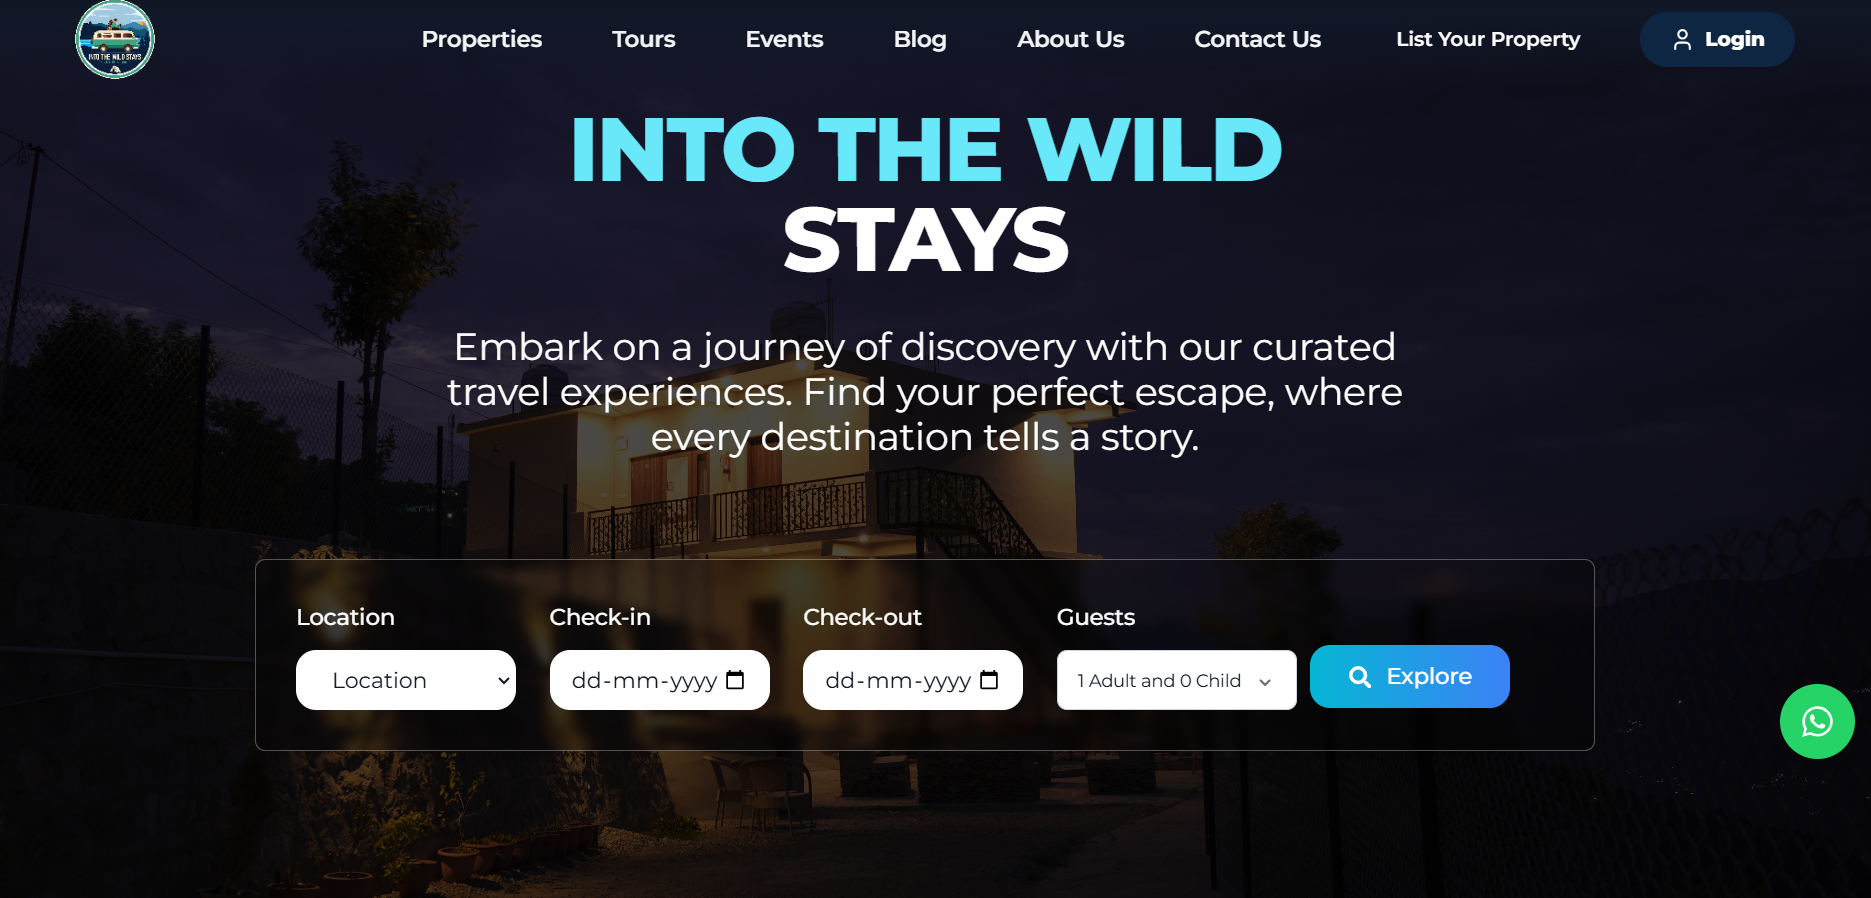 INTO THE WILD STAYS
Properties
Tours
Events
Blog
About Us
Contact Us
List Your Property
Login
INTO THE WILD
STAYS
Embark on a journey of discovery with our curated
travel experiences. Find your perfect escape, where
every destination tells a story.
Location
Check-in
Check-out
Guests
Location
dd-mm-yyyy
dd-mm-yyyy
1 Adult and 0 Child
Explore